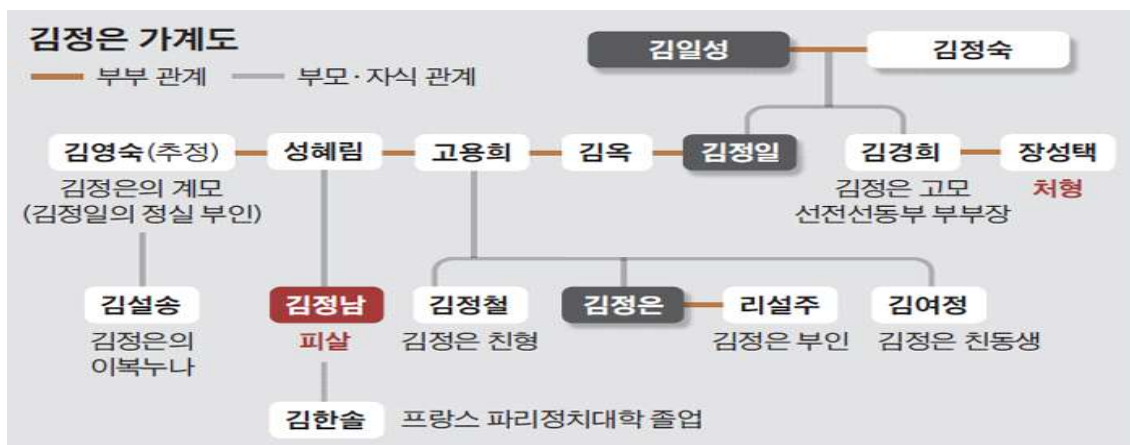 김정은 가계도
부부 관계 부모·자식 관계
김일성 김정숙
김영숙(추정) 성혜림 고용희 김옥 김정일 김경희 장성택
김정은의 계모
(김정일의 정실 부인)
김정은 고모
선전선동부 부부장
처형
김설송 김정남 김정철 김정은 리설주 김여정
김정은의
이복누나
피살
김정은 친형
김정은 부인
김정은 친동생
김한솔 프랑스 파리정치대학 졸업